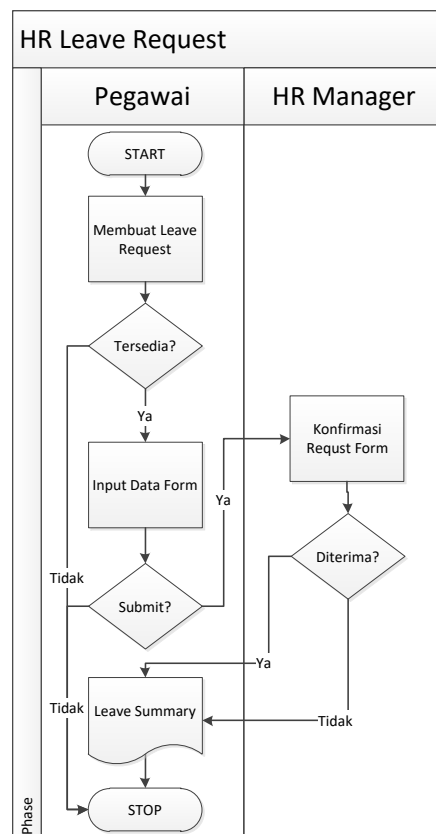 HR Leave Request
Pegawai
HR Manager
START
Membuat Leave
Request
Tersedia?
Ya
Konfirmasi
Requst Form
Input Data Form
Ya
Diterima?
Tidak
Submit?
Ya
Tidak
Leave Summary
Tidak
STOP
Phase